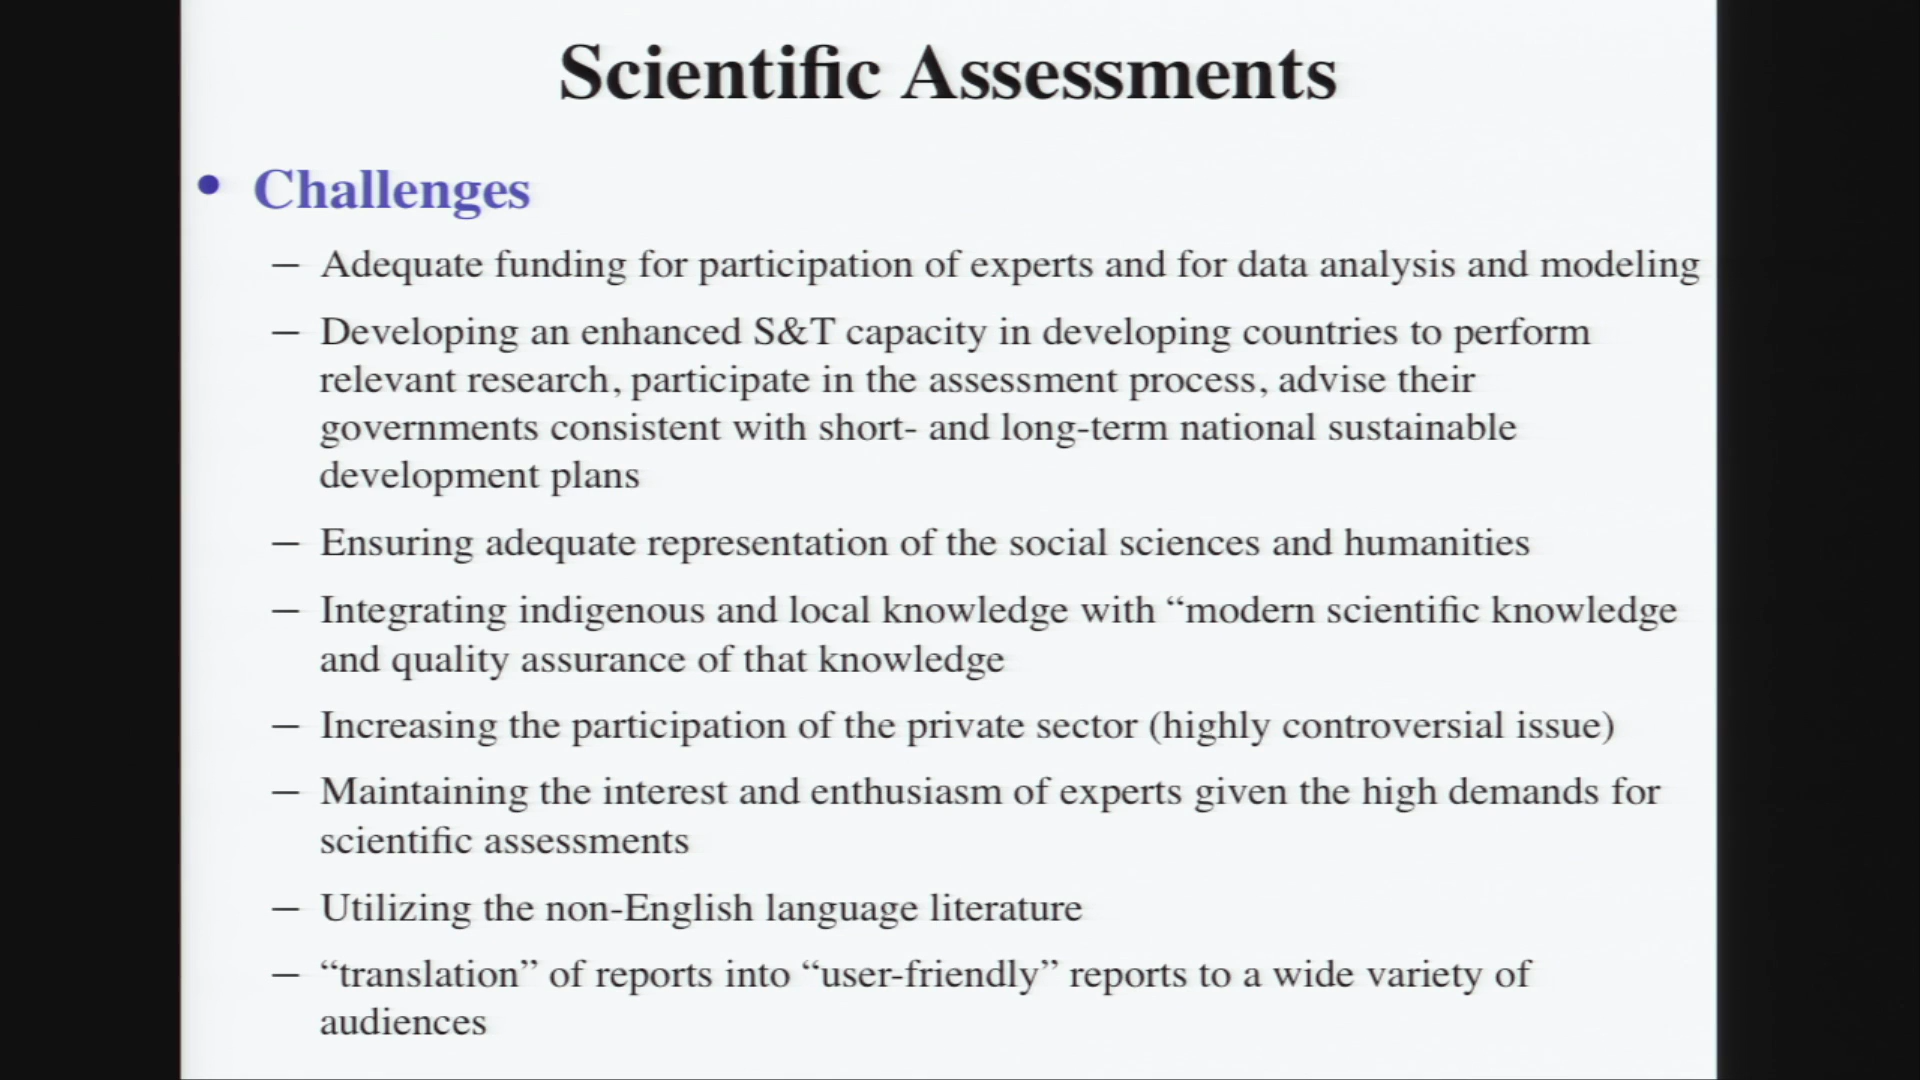 Scientific Assessments
• Challenges
– Adequate funding for participation of experts and for data analysis and modeling
– Developing an enhanced S&T capacity in developing countries to perform
relevant research, participate in the assessment process, advise their
governments consistent with short- and long-term national sustainable
development plans
– Ensuring adequate representation of the social sciences and humanities
– Integrating indigenous and local knowledge with “modern scientific knowledge
and quality assurance of that knowledge
– Increasing the participation of the private sector (highly controversial issue)
– Maintaining the interest and enthusiasm of experts given the high demands for
scientific assessments
– Utilizing the non-English language literature
– “translation” of reports into “user-friendly” reports to a wide variety of
audiences